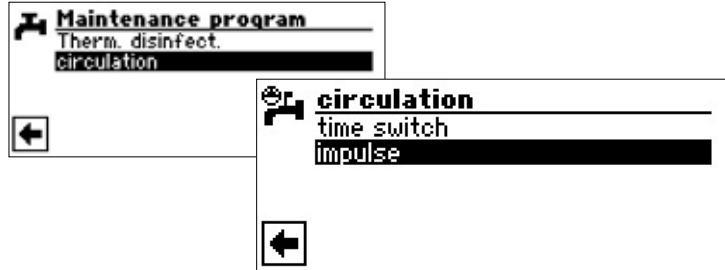 Maintenance program
Therm. disinfect.
circulation
circulation
time switch
impulse